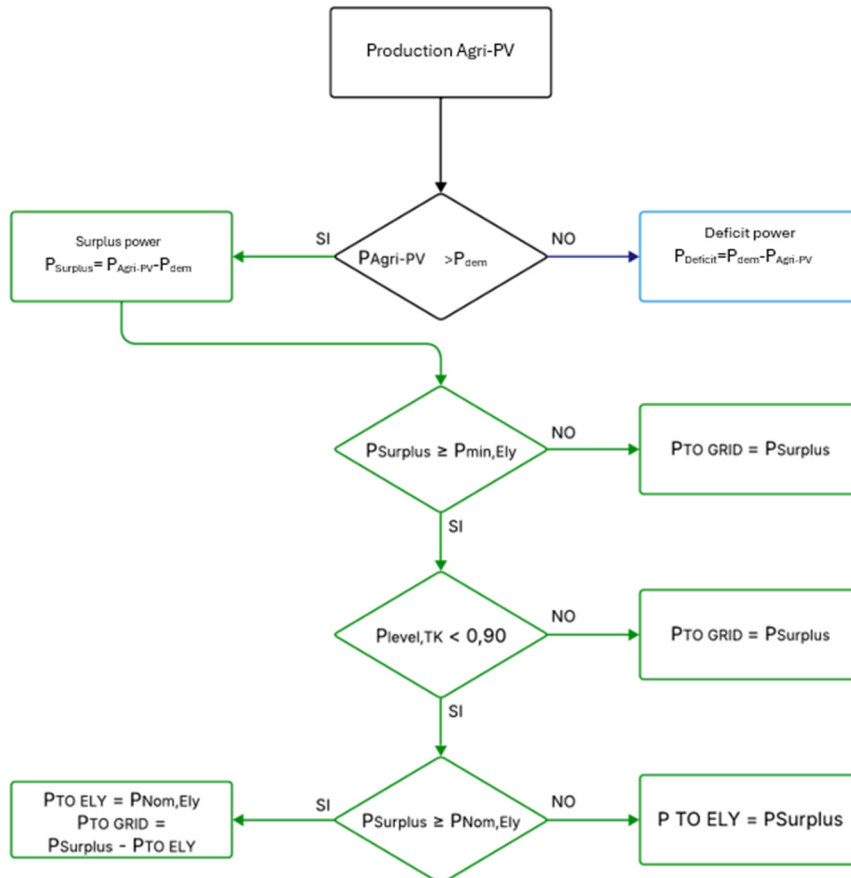 Production Agri-PV
SI
NO
Surplus power
PSurplus= PAgri-PV-Pdem
PAgri-PV >Pdem
Deficit power
PDeficit=Pdem-PAgri-PV
PSurplus ≥ Pmin,Ely
NO
PTO GRID = PSurplus
SI
Plevel,TK < 0,90
NO
PTO GRID = PSurplus
SI
PTO ELY = PNom,Ely
PTO GRID =
PSurplus - PTO ELY
SI
PSurplus ≥ PNom,Ely
NO
P TO ELY = PSurplus